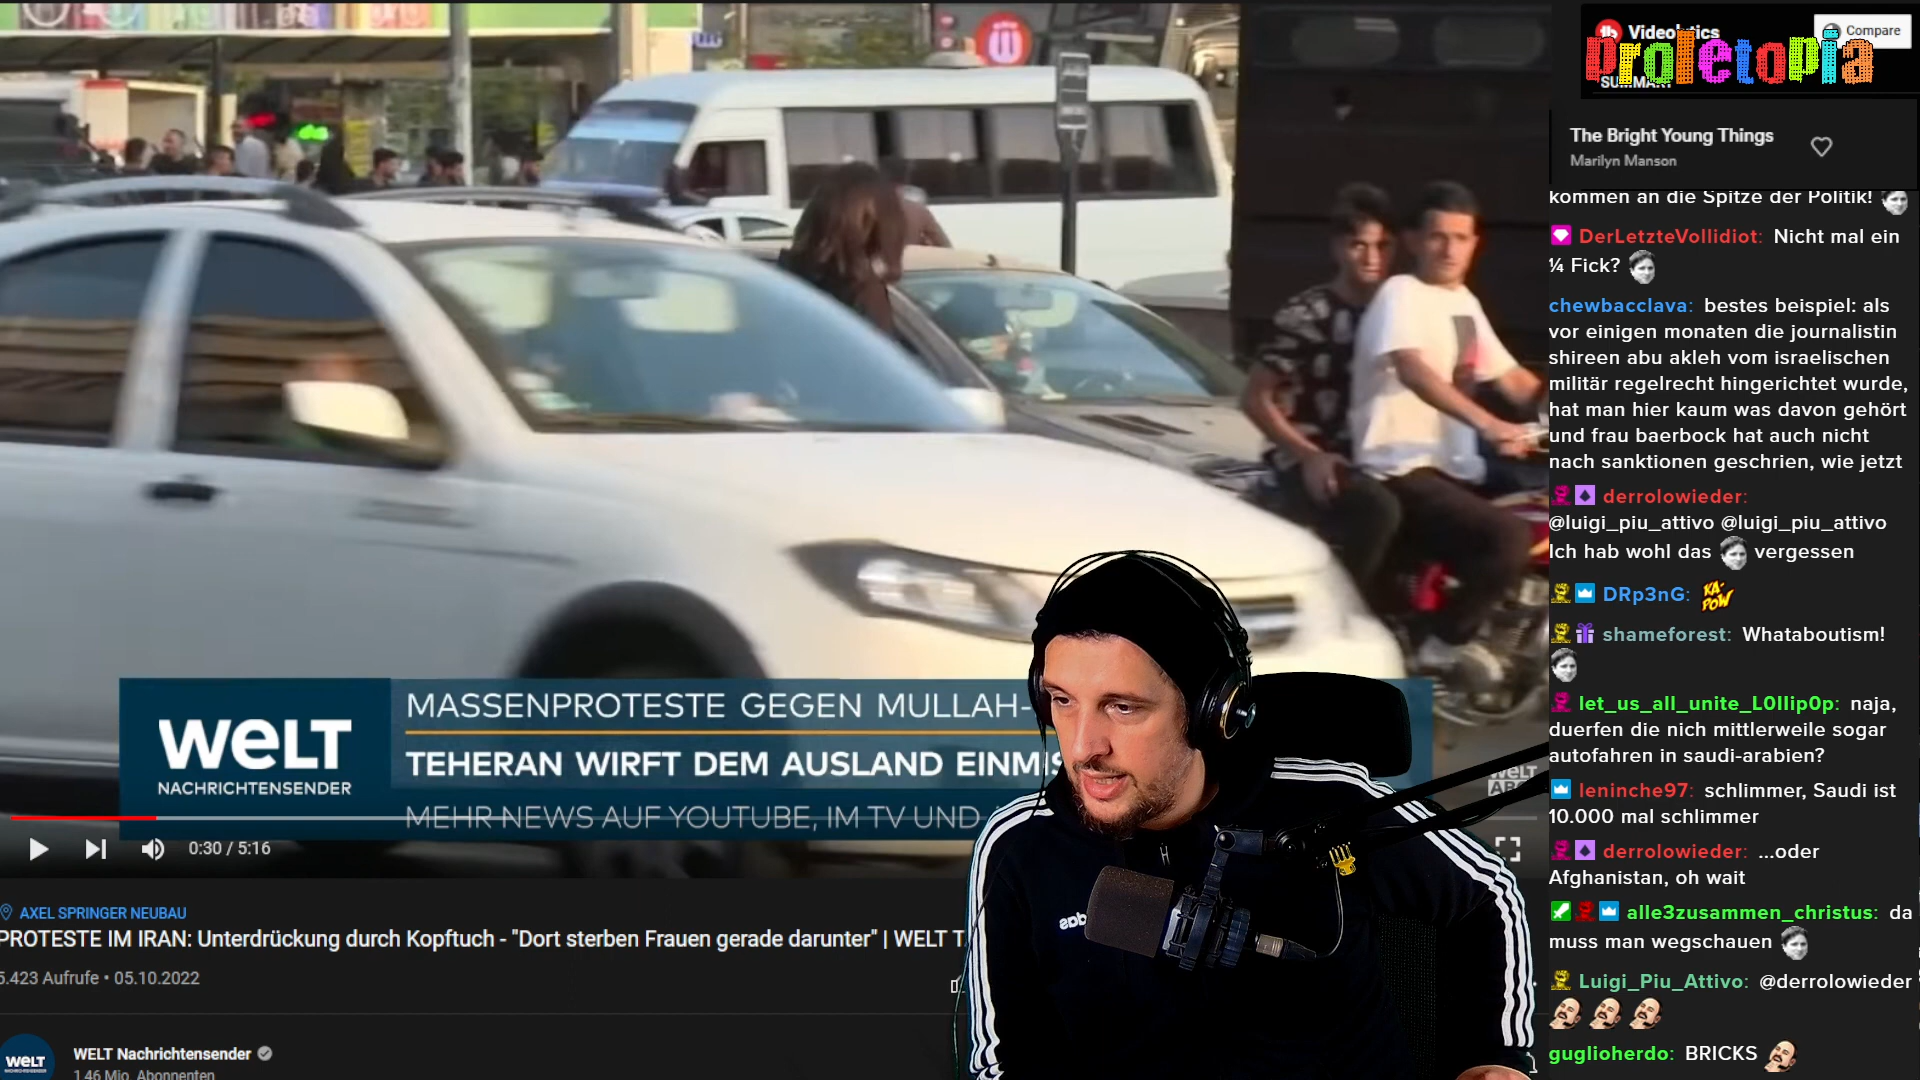 Videolytics
Compare
Proletopia
SUMMARY
The Bright Young Things
Marilyn Manson
kommen an die Spitze der Politik!
DerLetzteVollidiot: Nicht mal ein
¼ Fick?
chewbacclava: bestes beispiel: als
vor einigen monaten die journalistin
shireen abu akleh vom israelischen
militär regelrecht hingerichtet wurde,
hat man hier kaum was davon gehört
und frau baerbock hat auch nicht
nach sanktionen geschrien, wie jetzt
derrolowieder:
@luigi_piu_attivo @luigi_piu_attivo
Ich hab wohl das vergessen
DRp3nG: KA-POW
shameforest: Whataboutism!
let_us_all_unite_L0llip0p: naja,
duerfen die nich mittlerweile sogar
autofahren in saudi-arabien?
leninche97: schlimmer, Saudi ist
10.000 mal schlimmer
derrolowieder: ...oder
Afghanistan, oh wait
alle3zusammen_christus: da
muss man wegschauen
Luigi_Piu_Attivo: @derrolowieder
guglioherdo: BRICKS
MASSENPROTESTE GEGEN MULLAH-
WELT
NACHRICHTENSENDER
TEHERAN WIRFT DEM AUSLAND EINMIS
MEHR NEWS AUF YOUTUBE, IM TV UND
0:30 / 5:16
AXEL SPRINGER NEUBAU
PROTESTE IM IRAN: Unterdrückung durch Kopftuch - "Dort sterben Frauen gerade darunter" | WELT T
5.423 Aufrufe • 05.10.2022
WELT
WELT Nachrichtensender
1,46 Mio. Abonnenten